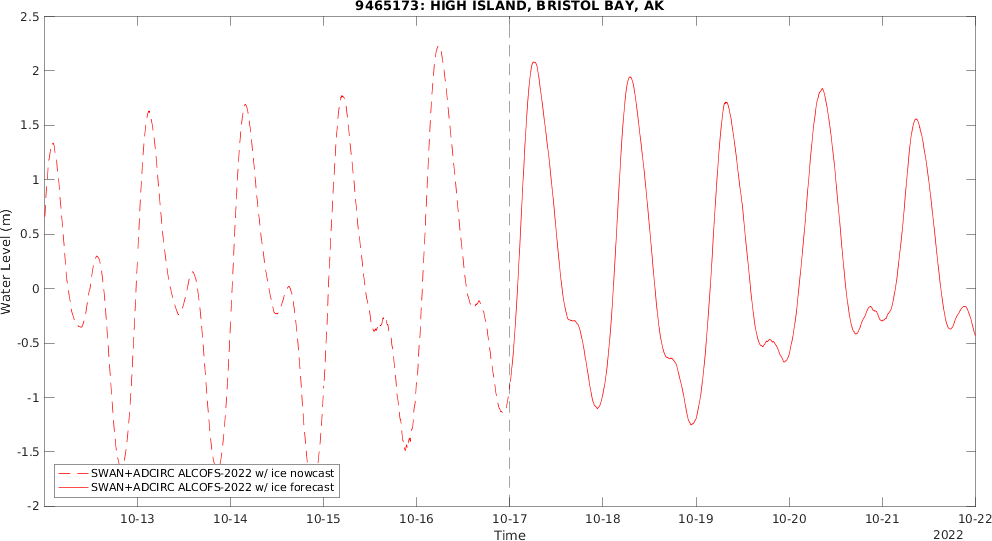 9465173: HIGH ISLAND, BRISTOL BAY, AK
2.5
2
1.5
1
0.5
0
-0.5
-1
-1.5
-2
Water Level (m)
SWAN+ADCIRC ALCOFS-2022 w/ ice nowcast
SWAN+ADCIRC ALCOFS-2022 w/ ice forecast
10-13 10-14 10-15 10-16 10-17 10-18 10-19 10-20 10-21 10-22
Time
2022